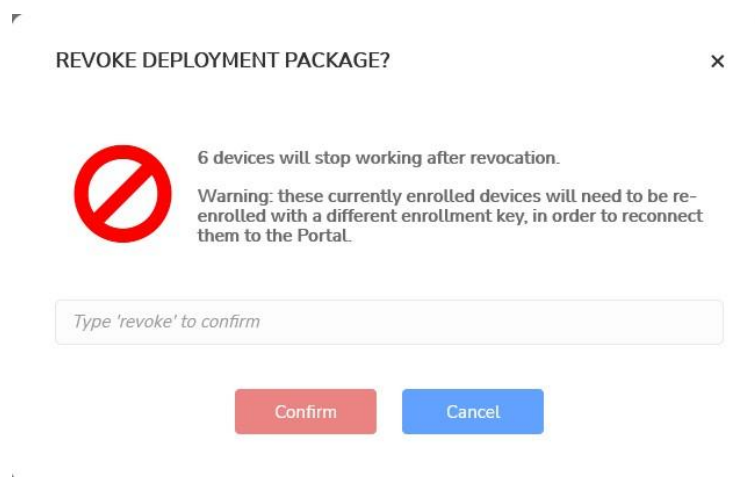 REVOKE DEPLOYMENT PACKAGE?
6 devices will stop working after revocation.
Warning: these currently enrolled devices will need to be re-
enrolled with a different enrollment key, in order to reconnect
them to the Portal.
Type 'revoke' to confirm
Confirm
Cancel